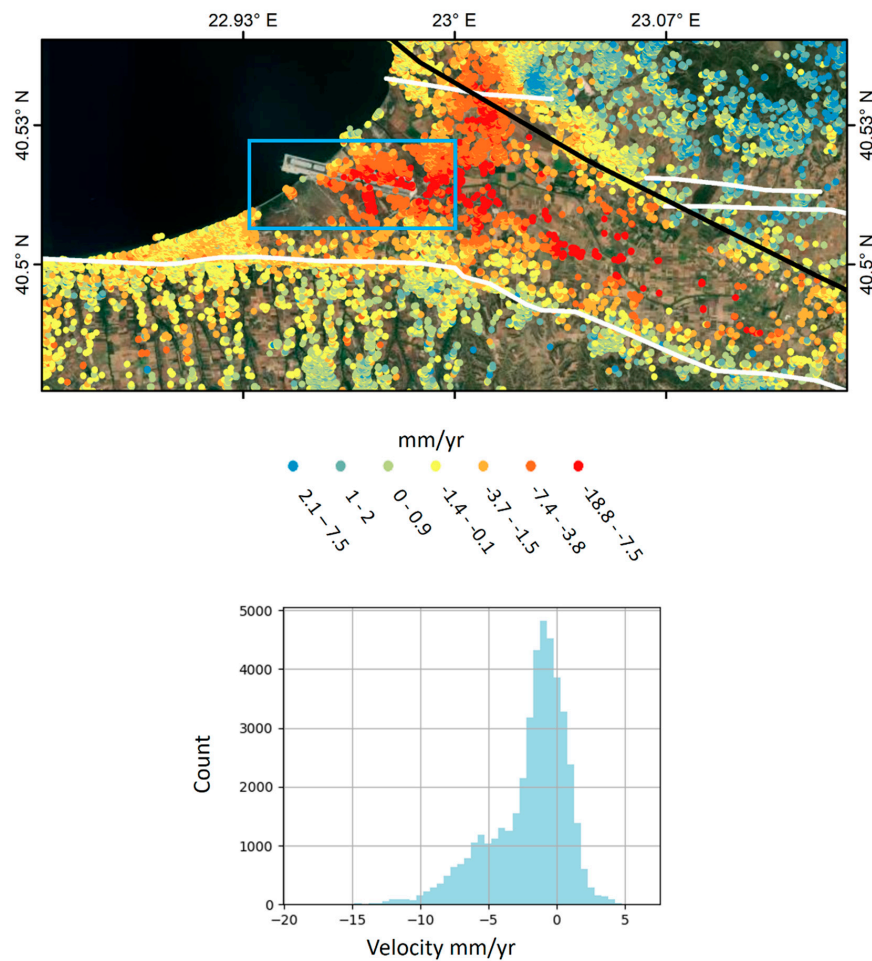 22.93° E 23° E 23.07° E
40.53° N 40.53° N
40.5° N 40.5° N
mm/yr
2.1 – 7.5
1 - 2
0 - 0.9
-1.4 - -0.1
-3.7 - -1.5
-7.4 - -3.8
-18.8 - -7.5
5000
4000
3000
2000
1000
0
Count
−20 −15 −10 −5 0 5
Velocity mm/yr